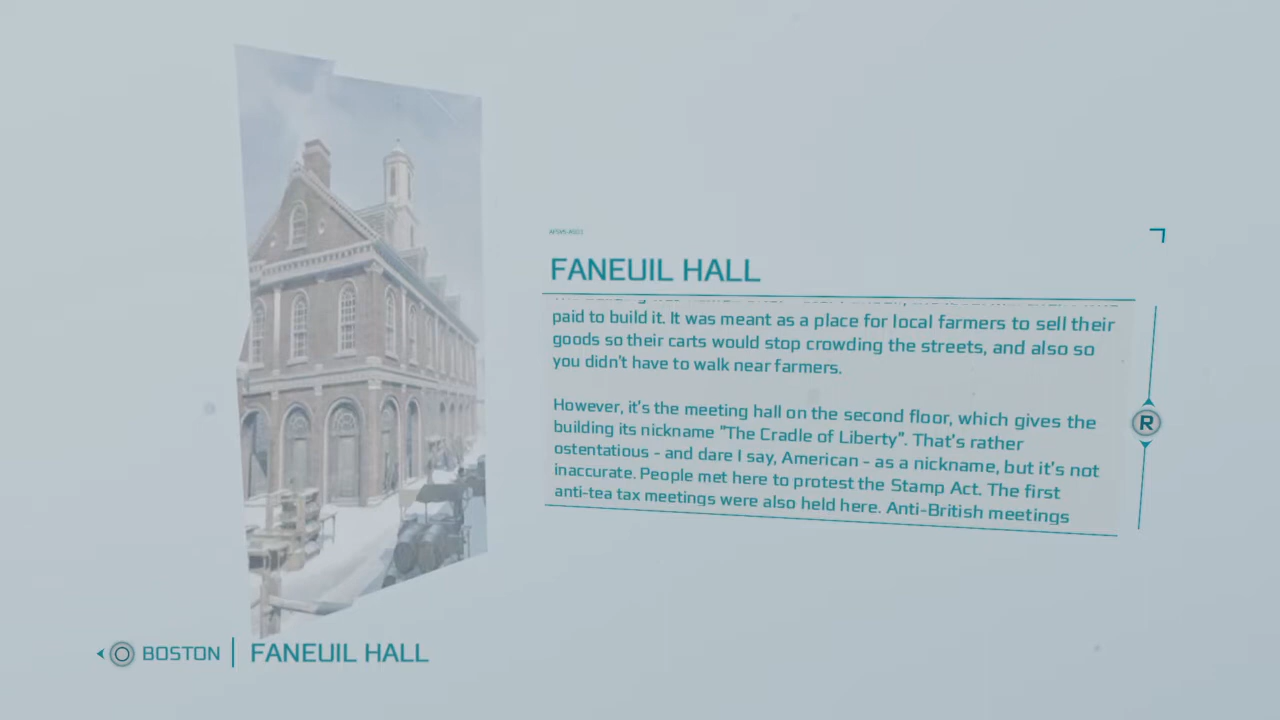 FANEUIL HALL
paid to build it. It was meant as a place for local farmers to sell their
goods so their carts would stop crowding the streets, and also so
you didn't have to walk near farmers.
However, it's the meeting hall on the second floor, which gives the
building its nickname "The Cradle of Liberty". That's rather
ostentatious - and dare I say, American - as a nickname, but it's not
inaccurate. People met here to protest the Stamp Act. The first
anti-tea tax meetings were also held here. Anti-British meetings
R
BOSTON | FANEUIL HALL